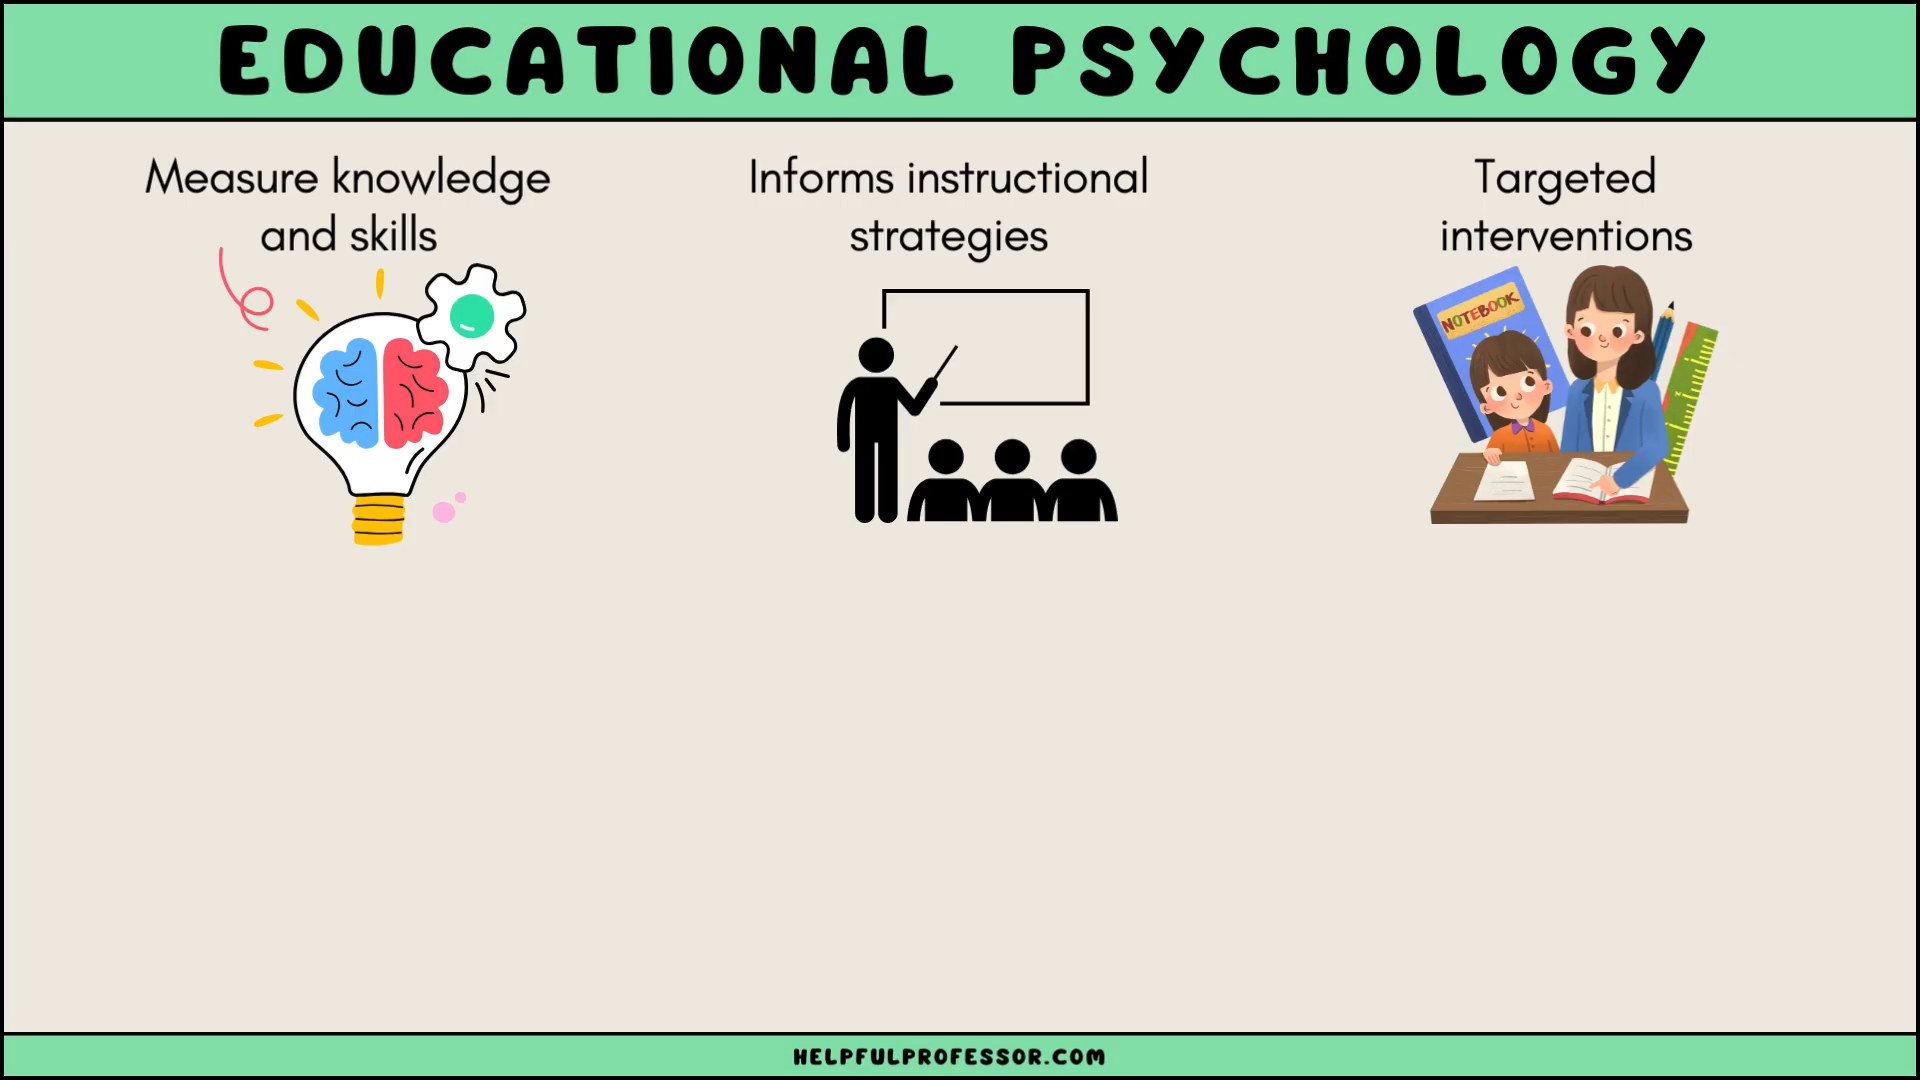 EDUCATIONAL PSYCHOLOGY
Measure knowledge
and skills
Informs instructional
strategies
Targeted
interventions
NOTEBOOK
HELPFULPROFESSOR.COM